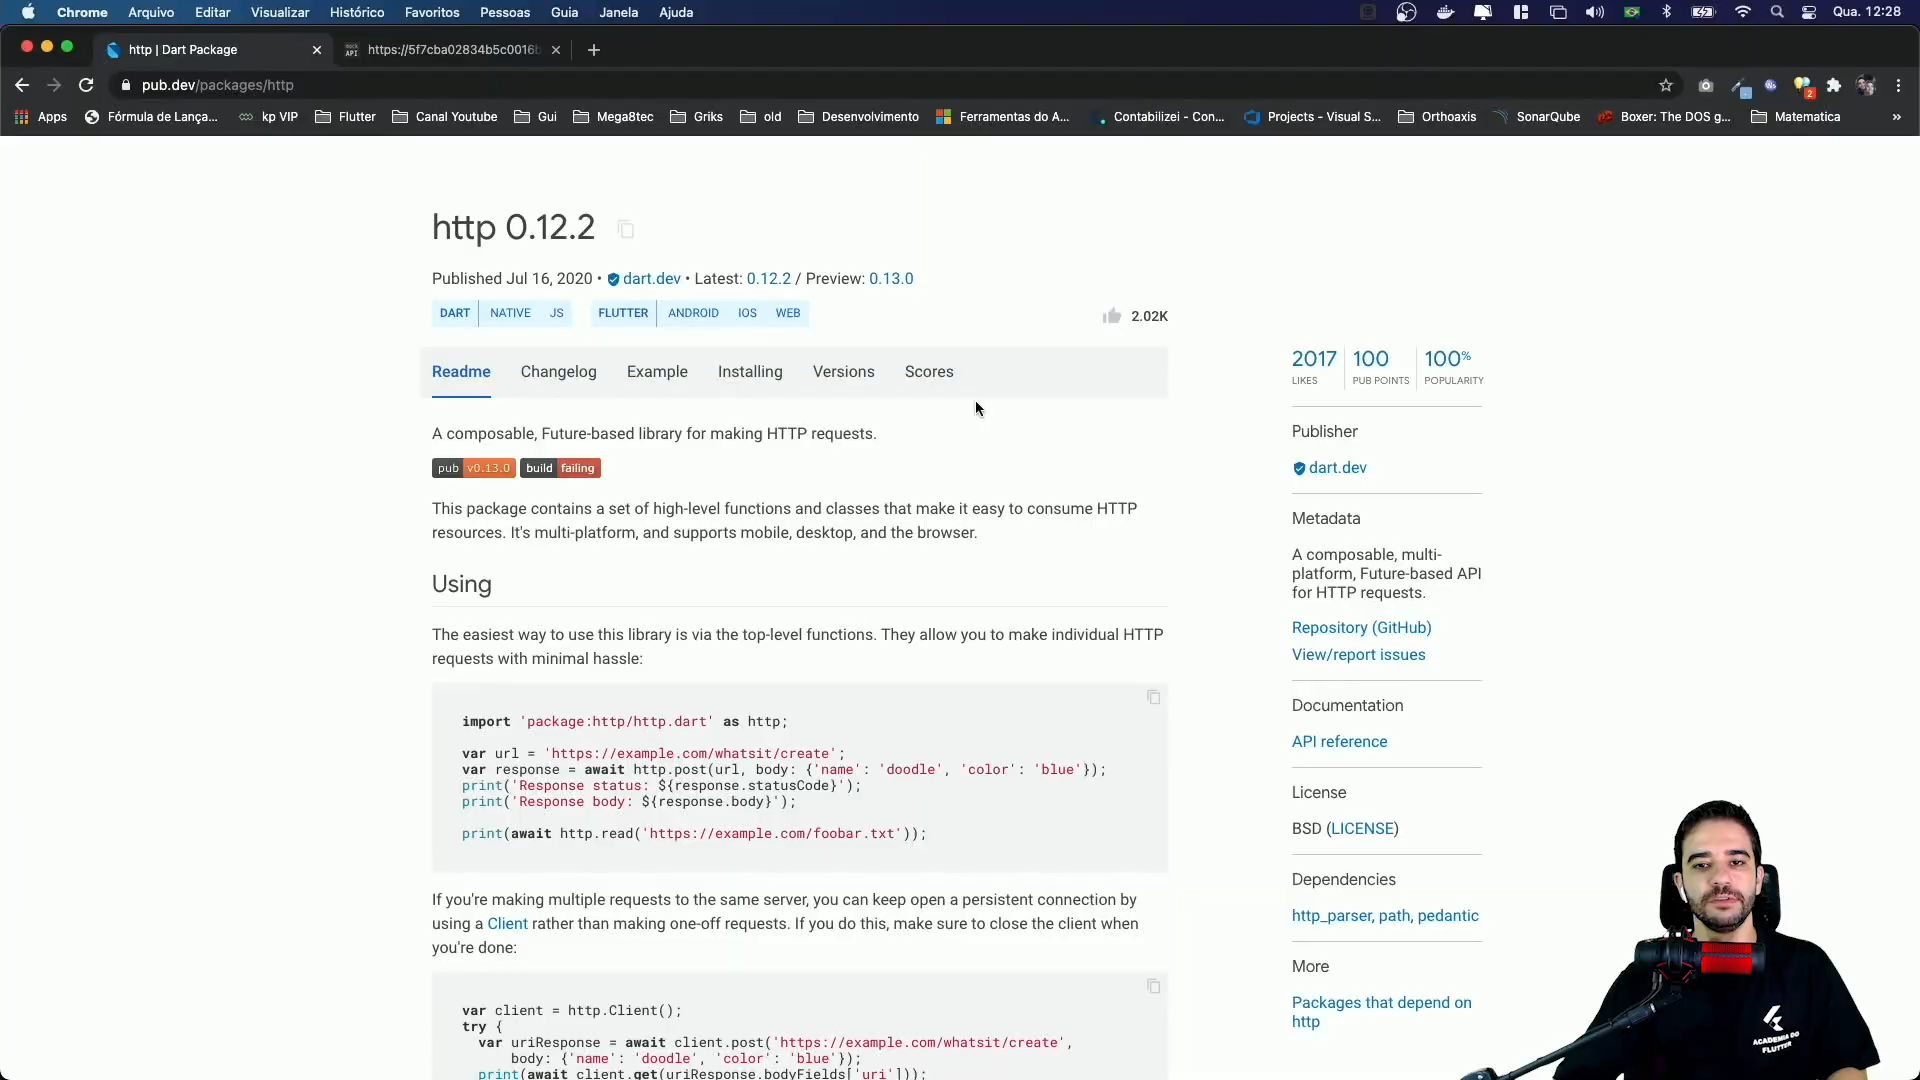 Chrome Arquivo Editar Visualizar Histórico Favoritos Pessoas Guia Janela Ajuda Qua. 12:28
http | Dart Package https://5f7cba02834b5c0016b
pub.dev/packages/http
Apps Fórmula de Lança... kp VIP Flutter Canal Youtube Gui Mega8tec Griks old Desenvolvimento Ferramentas do A... Contabilizei - Con... Projects - Visual S... Orthoaxis SonarQube Boxer: The DOS g... Matematica »
http 0.12.2
Published Jul 16, 2020 • dart.dev • Latest: 0.12.2 / Preview: 0.13.0
DART NATIVE JS FLUTTER ANDROID IOS WEB
2.02K
Readme Changelog Example Installing Versions Scores
A composable, Future-based library for making HTTP requests.
pub v0.13.0 build failing
This package contains a set of high-level functions and classes that make it easy to consume HTTP
resources. It's multi-platform, and supports mobile, desktop, and the browser.
Using
The easiest way to use this library is via the top-level functions. They allow you to make individual HTTP
requests with minimal hassle:
import 'package:http/http.dart' as http;
var url = 'https://example.com/whatsit/create';
var response = await http.post(url, body: {'name': 'doodle', 'color': 'blue'});
print('Response status: ${response.statusCode}');
print('Response body: ${response.body}');
print(await http.read('https://example.com/foobar.txt'));
If you're making multiple requests to the same server, you can keep open a persistent connection by
using a Client rather than making one-off requests. If you do this, make sure to close the client when
you're done:
var client = http.Client();
try {
var uriResponse = await client.post('https://example.com/whatsit/create',
body: {'name': 'doodle', 'color': 'blue'});
print(await client.get(uriResponse.bodyFields['uri']));
2017 100 100%
LIKES PUB POINTS POPULARITY
Publisher
dart.dev
Metadata
A composable, multi-
platform, Future-based API
for HTTP requests.
Repository (GitHub)
View/report issues
Documentation
API reference
License
BSD (LICENSE)
Dependencies
http_parser, path, pedantic
More
Packages that depend on
http
ACADEMIA DO
FLUTTER